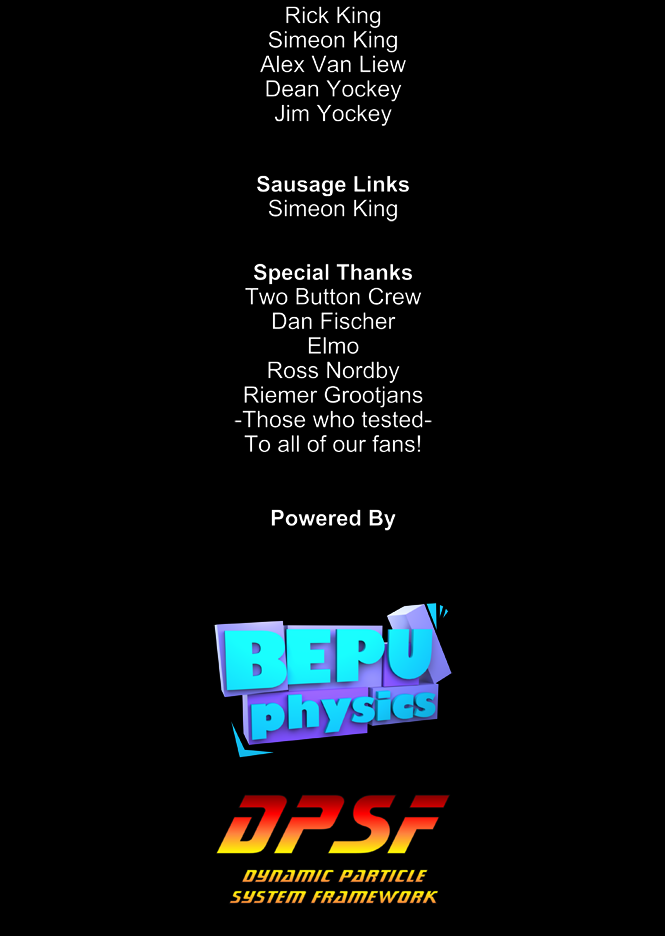 Rick King
Simeon King
Alex Van Liew
Dean Yockey
Jim Yockey
Sausage Links
Simeon King
Special Thanks
Two Button Crew
Dan Fischer
Elmo
Ross Nordby
Riemer Grootjans
-Those who tested-
To all of our fans!
Powered By
BEPU
physics
DPSF
DYNAMIC PARTICLE
SYSTEM FRAMEWORK